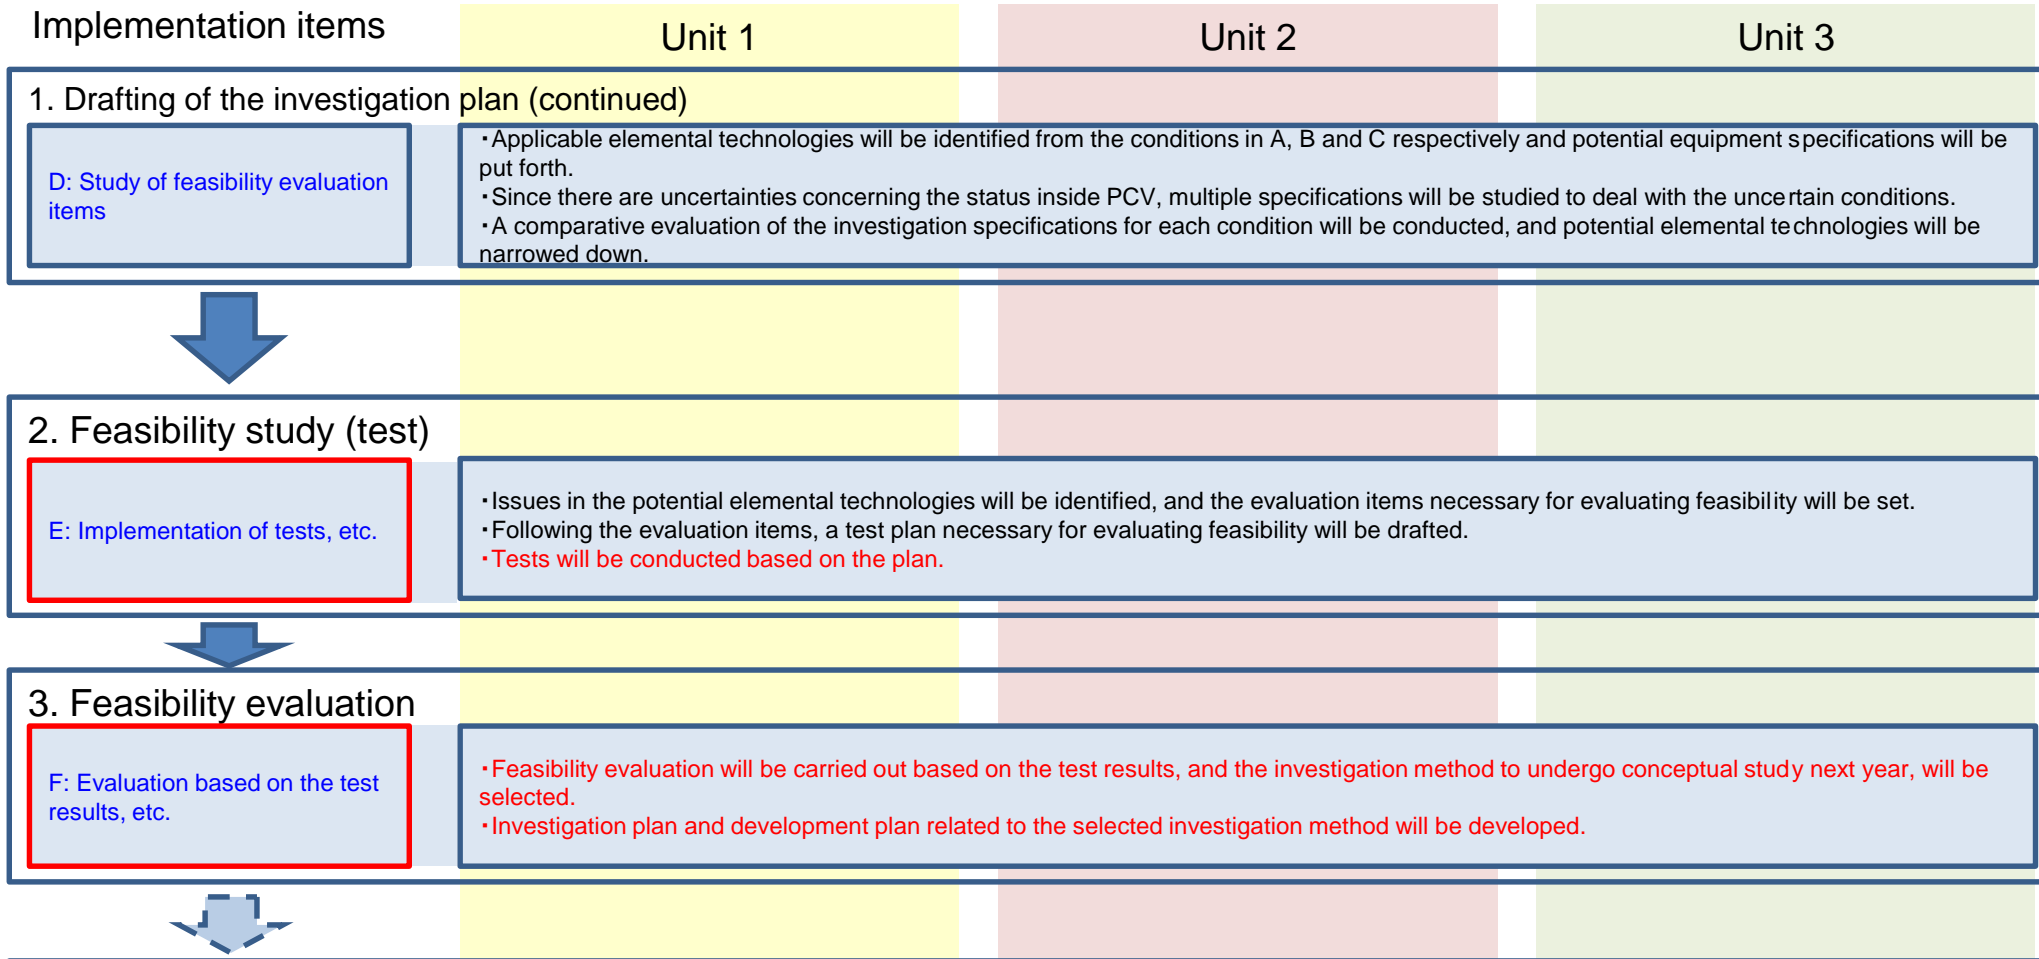 Implementation items
Unit 1
Unit 2
Unit 3
1. Drafting of the investigation plan (continued)
D: Study of feasibility evaluation
items
・Applicable elemental technologies will be identified from the conditions in A, B and C respectively and potential equipment specifications will be
put forth.
・Since there are uncertainties concerning the status inside PCV, multiple specifications will be studied to deal with the uncertain conditions.
・A comparative evaluation of the investigation specifications for each condition will be conducted, and potential elemental technologies will be
narrowed down.
2. Feasibility study (test)
E: Implementation of tests, etc.
・Issues in the potential elemental technologies will be identified, and the evaluation items necessary for evaluating feasibility will be set.
・Following the evaluation items, a test plan necessary for evaluating feasibility will be drafted.
・Tests will be conducted based on the plan.
3. Feasibility evaluation
F: Evaluation based on the test
results, etc.
・Feasibility evaluation will be carried out based on the test results, and the investigation method to undergo conceptual study next year, will be
selected.
・Investigation plan and development plan related to the selected investigation method will be developed.